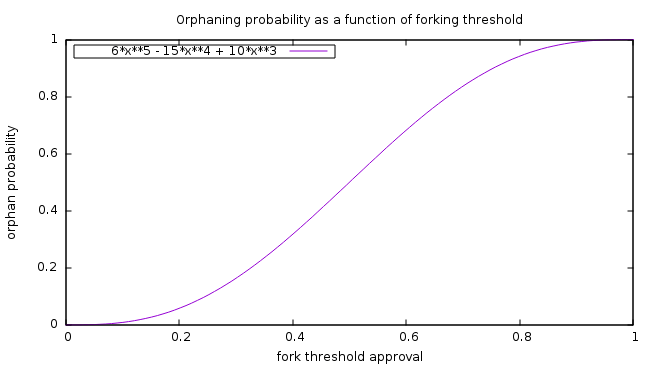 Orphaning probability as a function of forking threshold
6*x**5 - 15*x**4 + 10*x**3
1
0.8
0.6
0.4
0.2
0
orphan probability
0 0.2 0.4 0.6 0.8 1
fork threshold approval